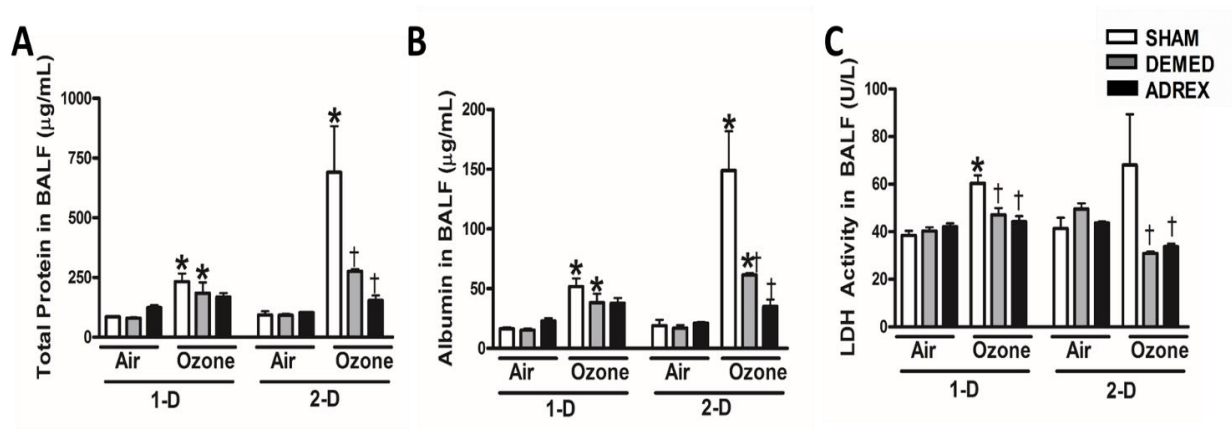 A
Total Protein in BALF (μg/mL)
1000
750
500
250
0
*
*
*
†
†
Air
Ozone
Air
Ozone
1-D
2-D
B
Albumin in BALF (μg/mL)
200
150
100
50
0
*
*
*
*†
†
Air
Ozone
Air
Ozone
1-D
2-D
C
LDH Activity in BALF (U/L)
100
80
60
40
20
0
*
†
†
†
†
Air
Ozone
Air
Ozone
1-D
2-D
SHAM
DEMED
ADREX